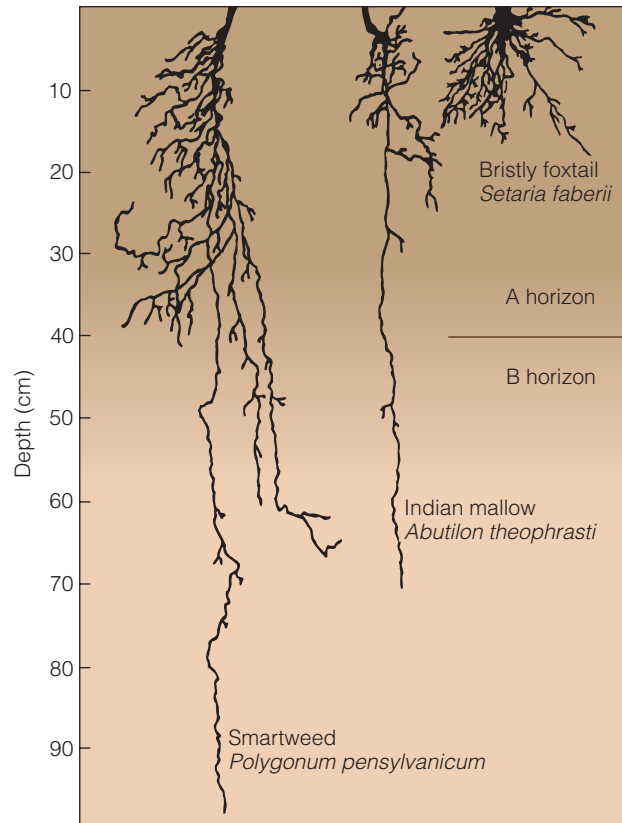 10
20
30
40
50
60
70
80
90
Depth (cm)
Bristly foxtail
Setaria faberii
A horizon
B horizon
Indian mallow
Abutilon theophrasti
Smartweed
Polygonum pensylvanicum